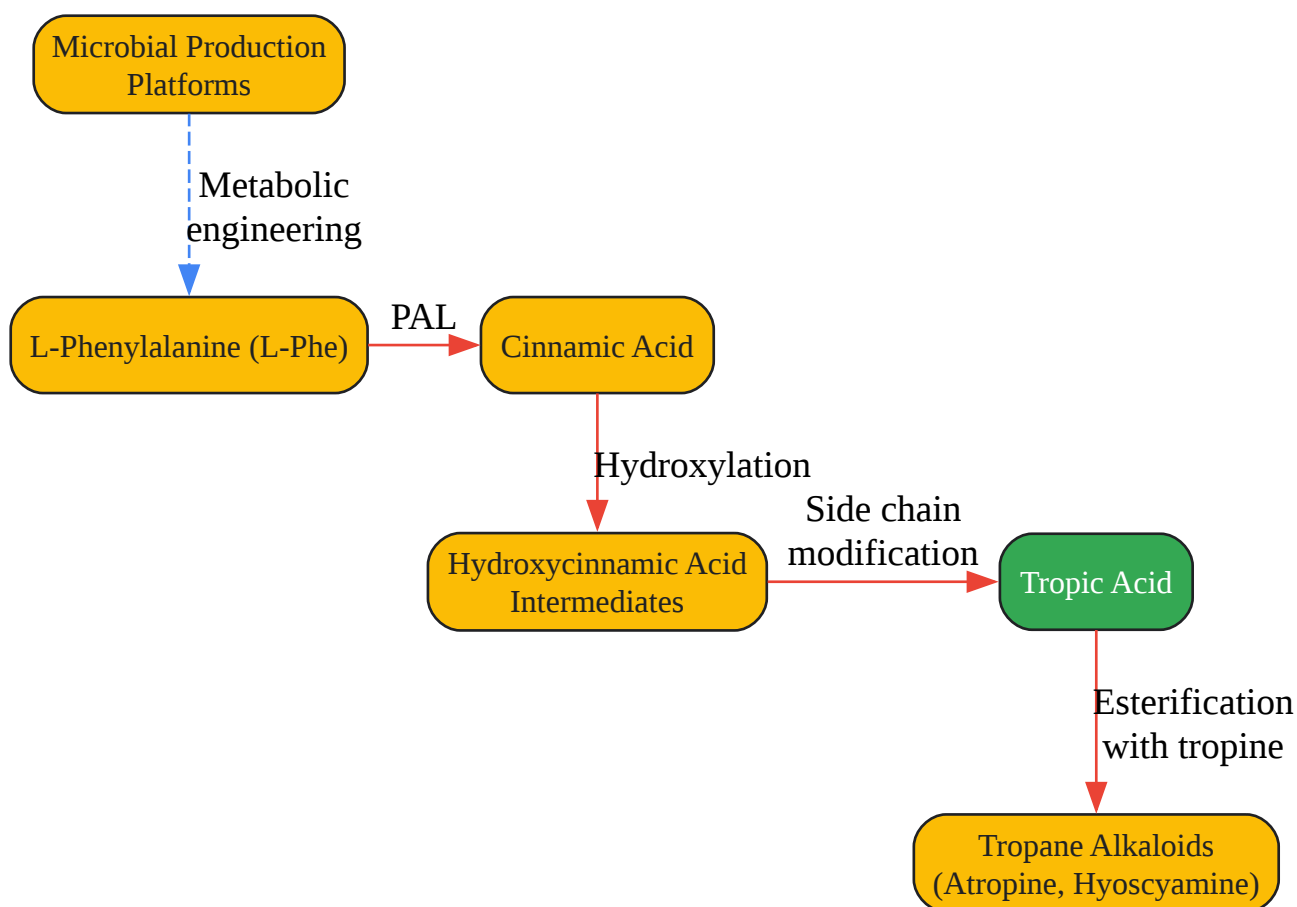 Microbial Production
Platforms
Metabolic
engineering
L-Phenylalanine (L-Phe)
PAL
Cinnamic Acid
Hydroxylation
Hydroxycinnamic Acid
Intermediates
Side chain
modification
Tropic Acid
Esterification
with tropine
Tropane Alkaloids
(Atropine, Hyoscyamine)